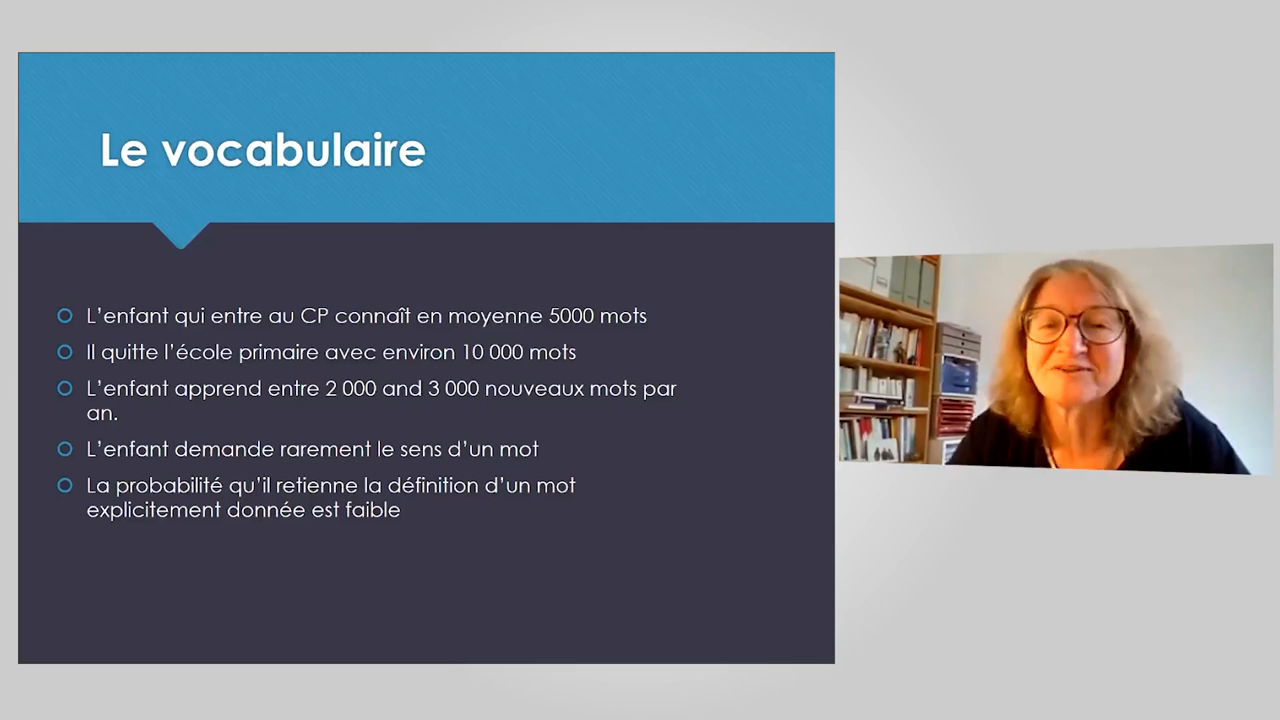 Le vocabulaire
L'enfant qui entre au CP connaît en moyenne 5000 mots
Il quitte l'école primaire avec environ 10 000 mots
L'enfant apprend entre 2 000 and 3 000 nouveaux mots par
an.
L'enfant demande rarement le sens d'un mot
La probabilité qu'il retienne la définition d'un mot
explicitement donnée est faible